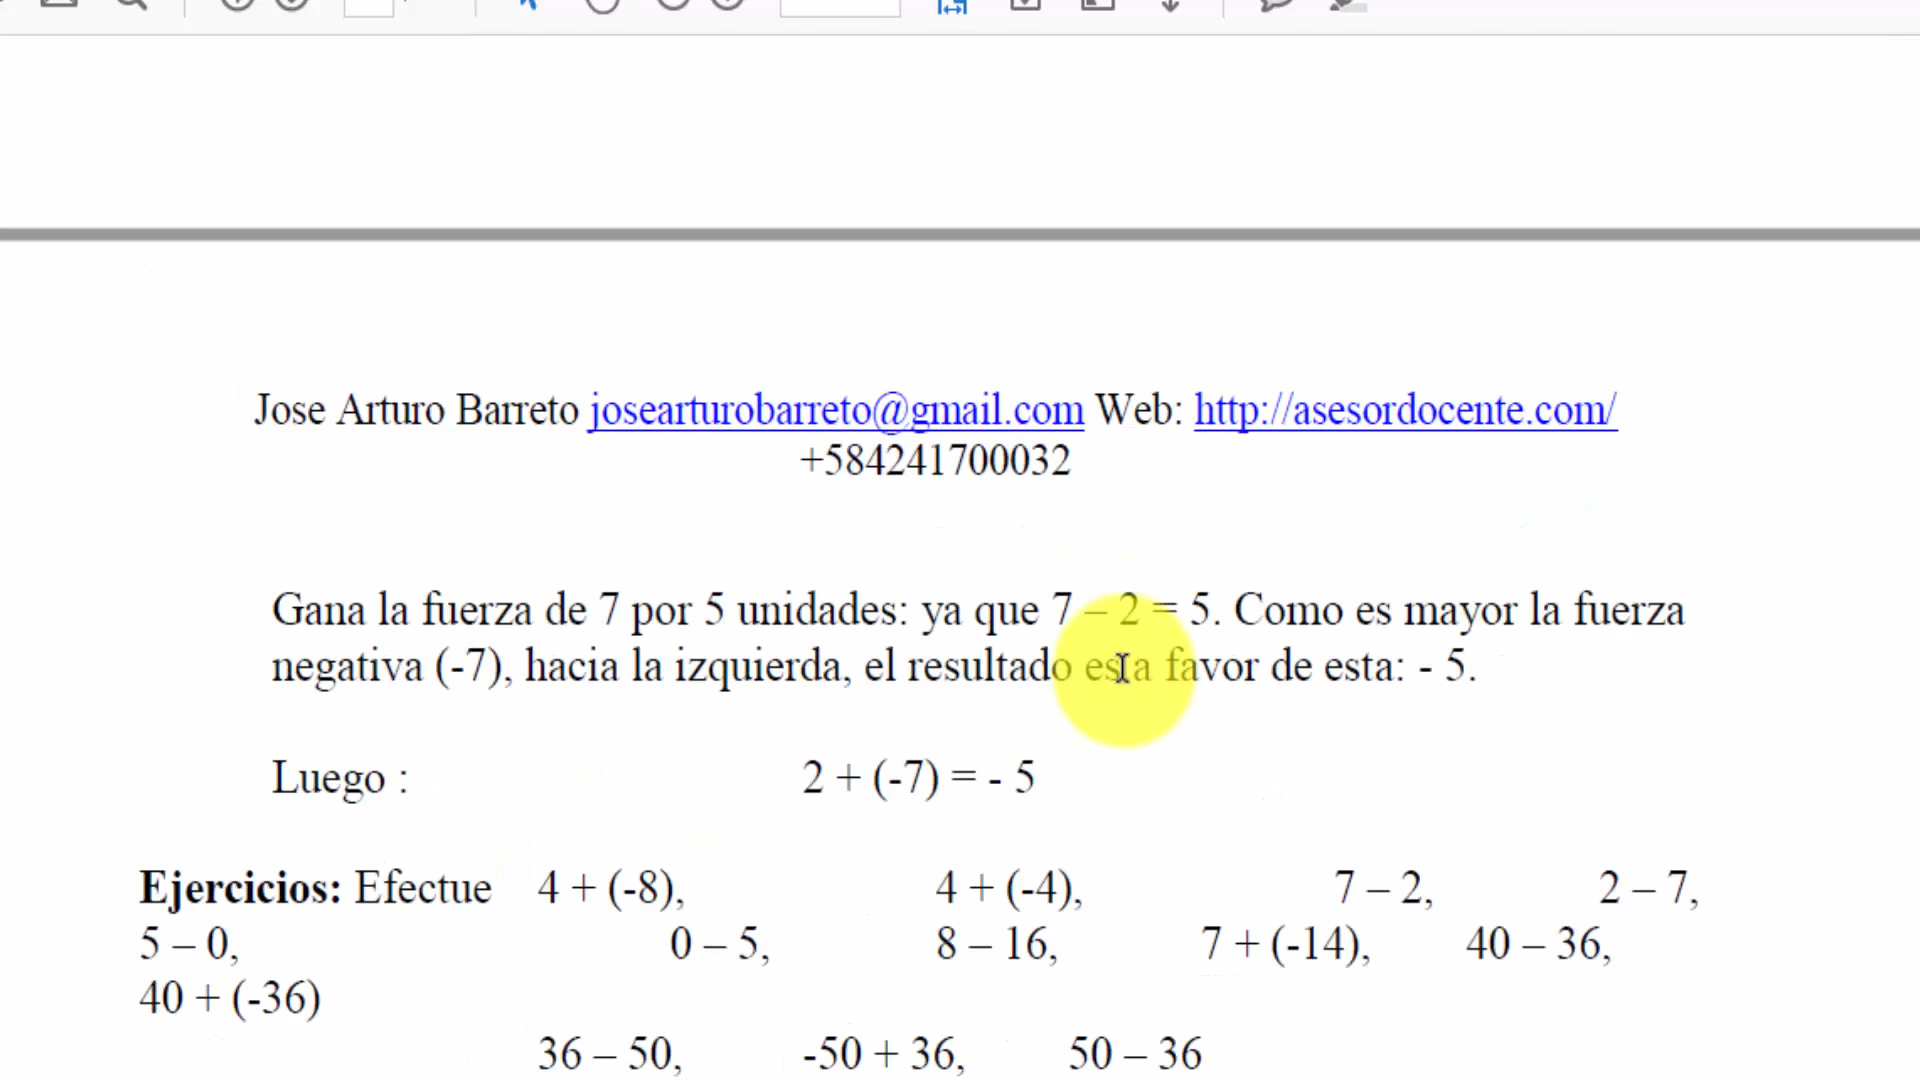 Jose Arturo Barreto josearturobarreto@gmail.com Web: http://asesordocente.com/
+584241700032
Gana la fuerza de 7 por 5 unidades: ya que 7 – 2 = 5. Como es mayor la fuerza
negativa (-7), hacia la izquierda, el resultado es a favor de esta: - 5.
Luego : 2 + (-7) = - 5
Ejercicios: Efectue 4 + (-8), 4 + (-4), 7 – 2, 2 – 7,
5 – 0, 0 – 5, 8 – 16, 7 + (-14), 40 – 36,
40 + (-36)
36 – 50, -50 + 36, 50 – 36